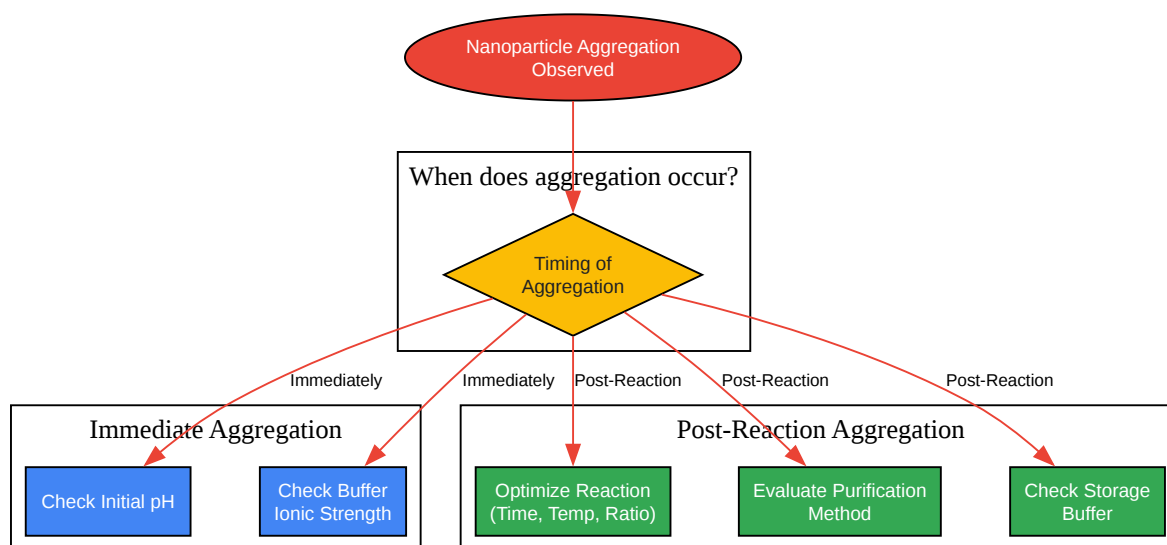 Nanoparticle Aggregation
Observed
When does aggregation occur?
Timing of
Aggregation
Immediately
Immediately
Post-Reaction
Post-Reaction
Post-Reaction
Immediate Aggregation
Post-Reaction Aggregation
Check Initial pH
Check Buffer
Ionic Strength
Optimize Reaction
(Time, Temp, Ratio)
Evaluate Purification
Method
Check Storage
Buffer